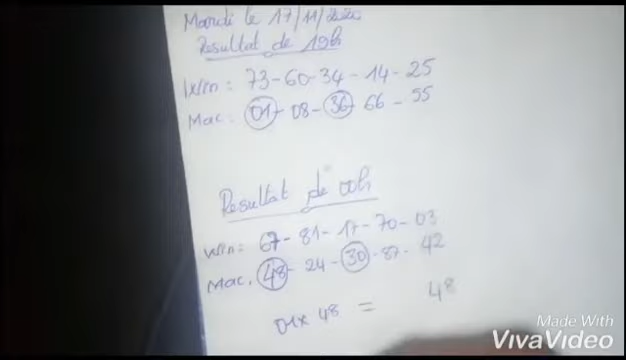 Mardi le 17/11/2020
Resultat de 19h
Win: 73-60-34-14-25
Mac: 01-08-36-66-55
Resultat de 00h
Win: 67-81-17-70-03
Mac. 48-24-30-87-42
01x 48 = 48
Made With
VivaVideo